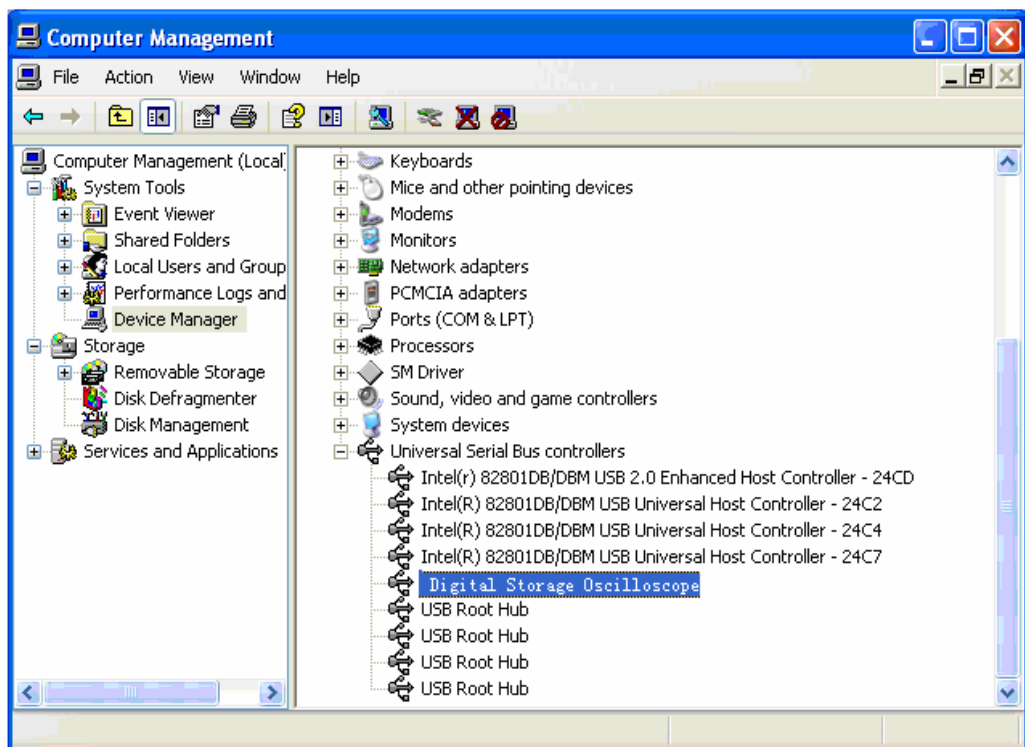 Computer Management
File Action View Window Help
Computer Management (Local)
System Tools
Event Viewer
Shared Folders
Local Users and Group
Performance Logs and
Device Manager
Storage
Removable Storage
Disk Defragmenter
Disk Management
Services and Applications
Keyboards
Mice and other pointing devices
Modems
Monitors
Network adapters
PCMCIA adapters
Ports (COM & LPT)
Processors
SM Driver
Sound, video and game controllers
System devices
Universal Serial Bus controllers
Intel(r) 82801DB/DBM USB 2.0 Enhanced Host Controller - 24CD
Intel(R) 82801DB/DBM USB Universal Host Controller - 24C2
Intel(R) 82801DB/DBM USB Universal Host Controller - 24C4
Intel(R) 82801DB/DBM USB Universal Host Controller - 24C7
Digital Storage Oscilloscope
USB Root Hub
USB Root Hub
USB Root Hub
USB Root Hub